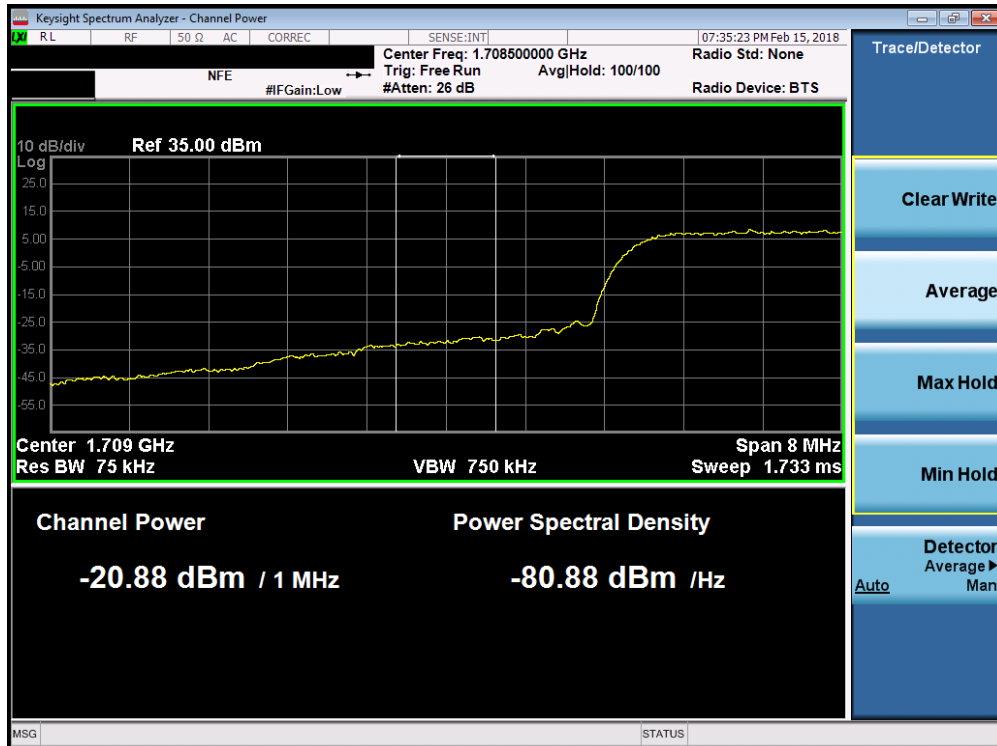 Keysight Spectrum Analyzer - Channel Power
LXI RL RF 50 Ω AC CORREC SENSE:INT 07:35:23 PM Feb 15, 2018
Center Freq: 1.708500000 GHz Radio Std: None
NFE Trig: Free Run Avg|Hold: 100/100
#IFGain:Low #Atten: 26 dB Radio Device: BTS
10 dB/div Ref 35.00 dBm
Log
25.0
15.0
5.00
-5.00
-15.0
-25.0
-35.0
-45.0
-55.0
Center 1.709 GHz Span 8 MHz
Res BW 75 kHz VBW 750 kHz Sweep 1.733 ms
Channel Power Power Spectral Density
-20.88 dBm / 1 MHz -80.88 dBm /Hz
Trace/Detector
Clear Write
Average
Max Hold
Min Hold
Detector
Average
Auto Man
MSG STATUS